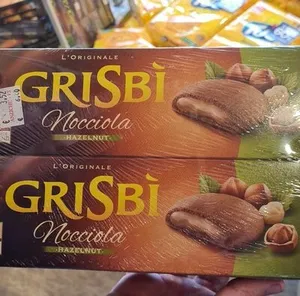 L'ORIGINALE
GRISBÌ
Nocciola
HAZELNUT
L'ORIGINALE
GRISBÌ
Nocciola
HAZELNUT